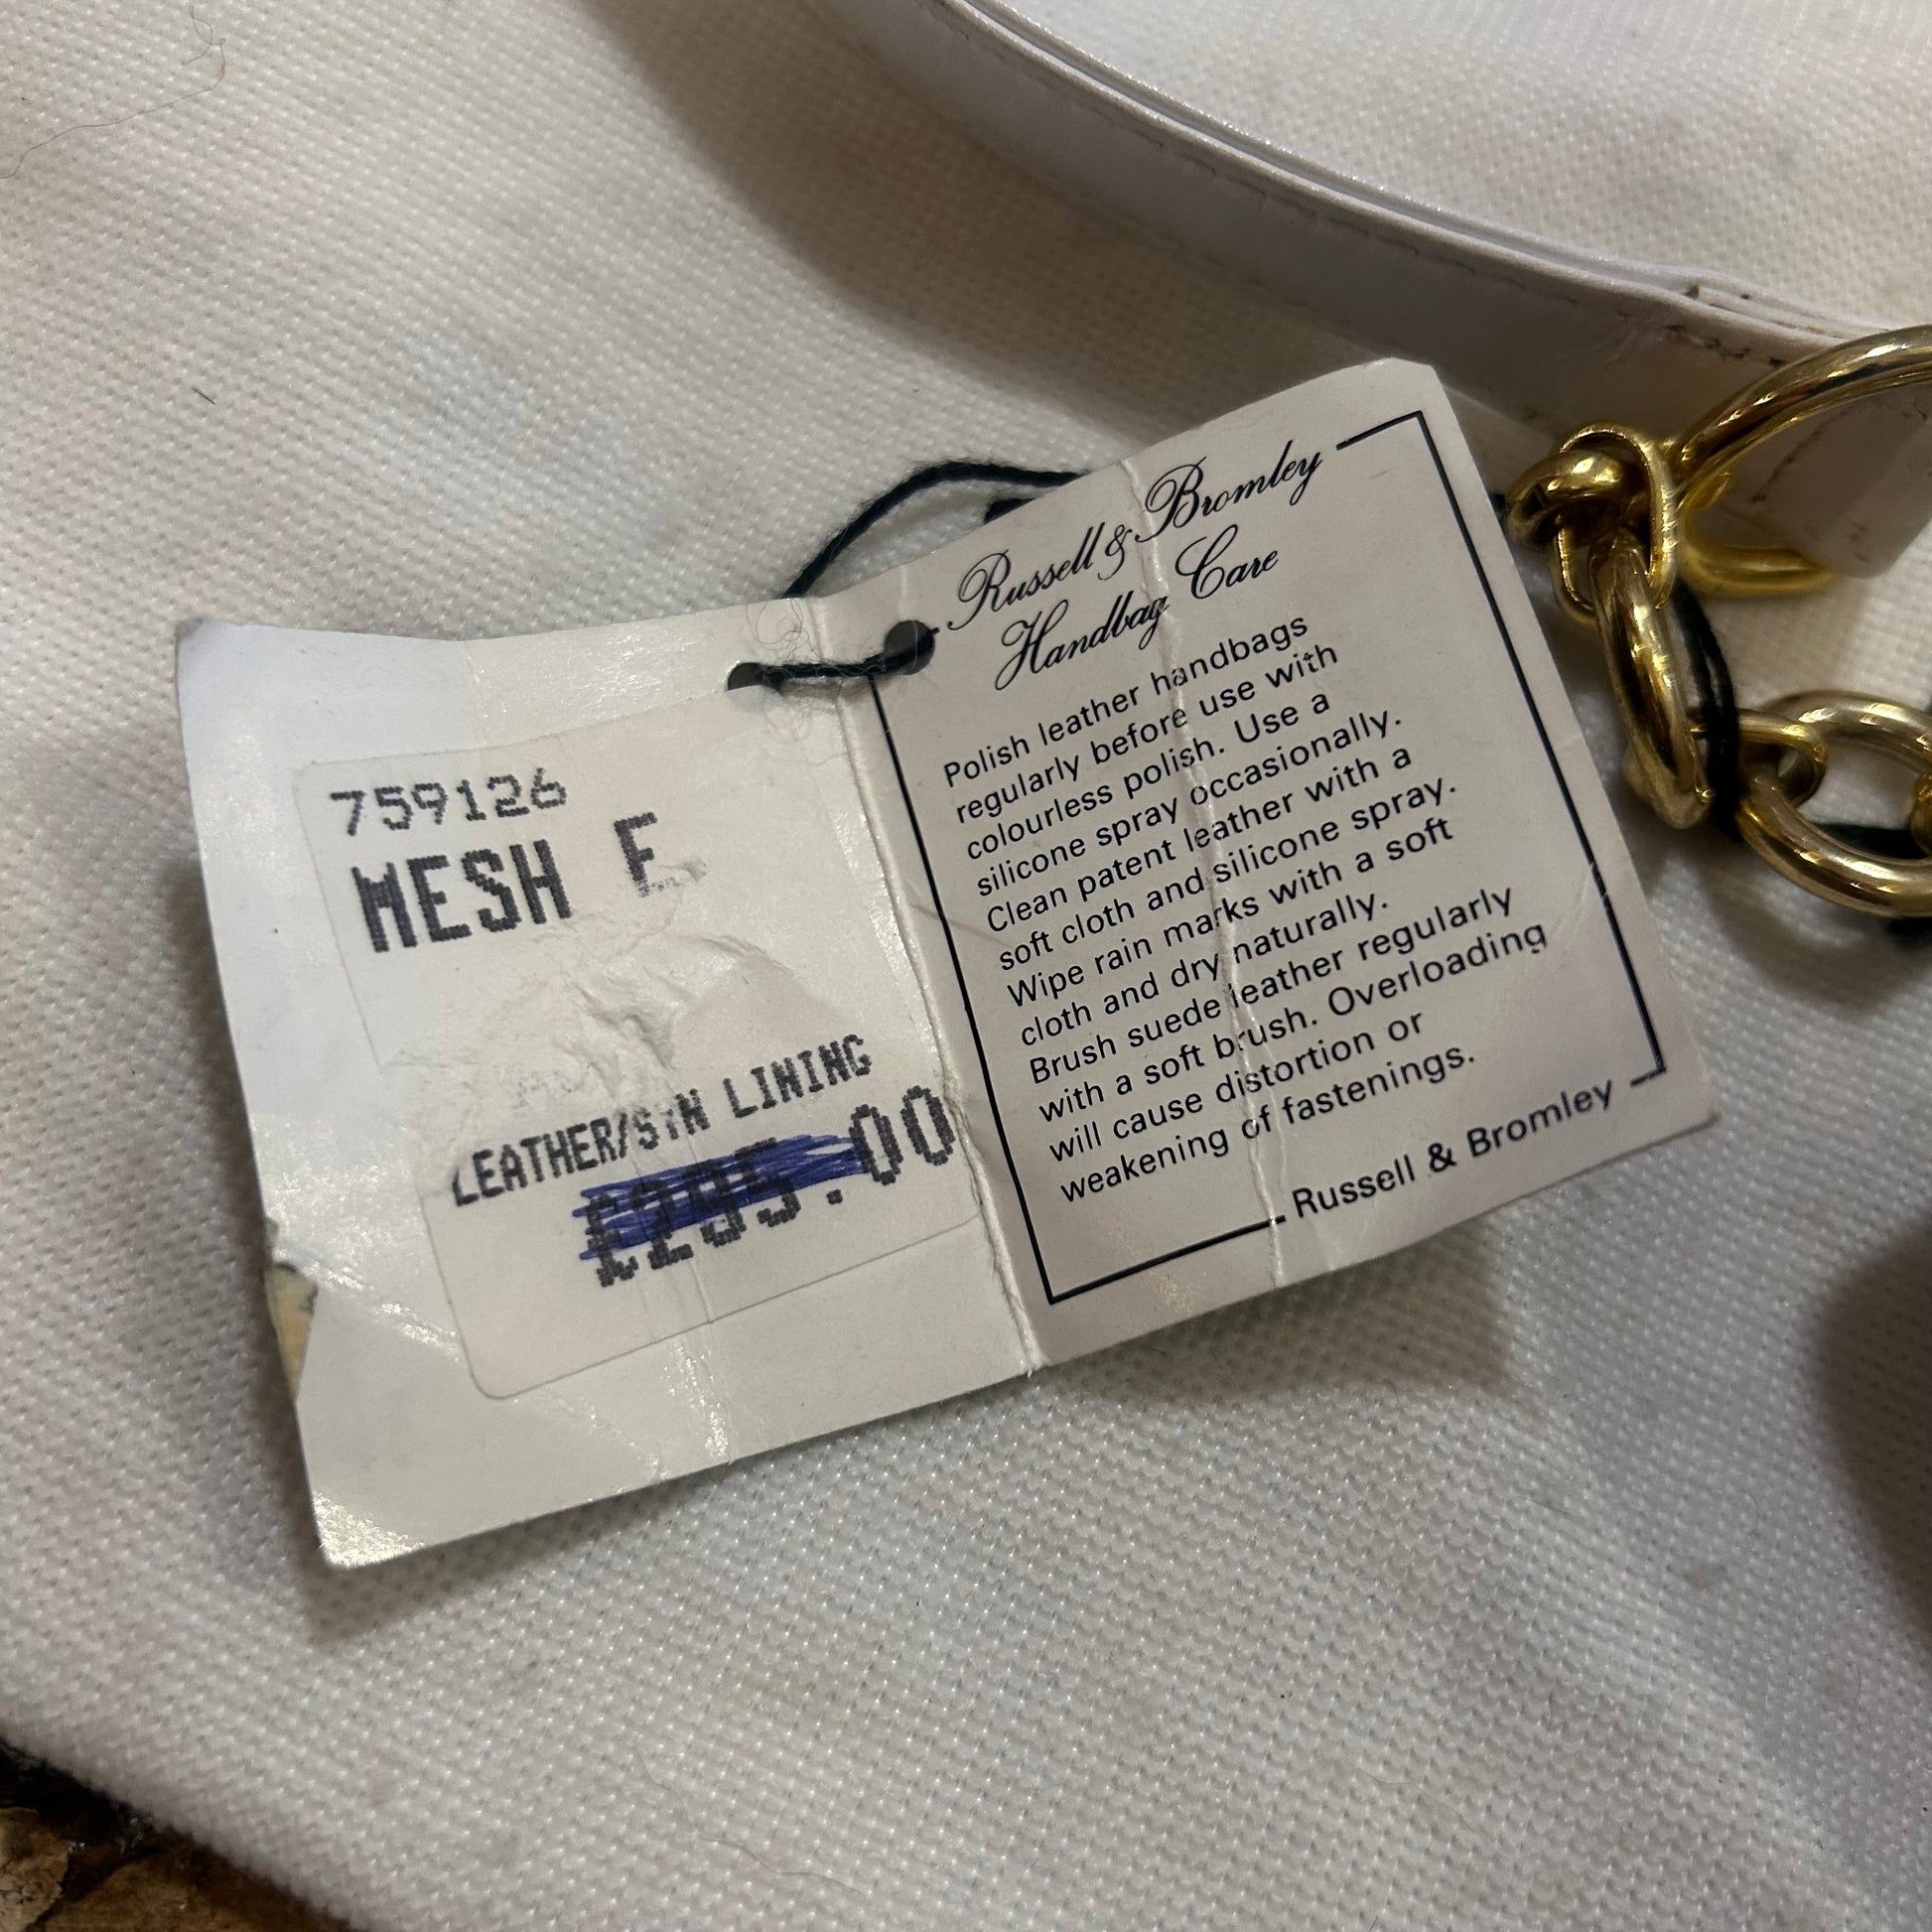 759126
MESH F
LEATHER/SYN LINING
£295.00
Russell & Bromley
Handbag Care
Polish leather handbags
regularly before use with
colourless polish. Use a
silicone spray occasionally.
Clean patent leather with a
soft cloth and silicone spray.
Wipe rain marks with a soft
cloth and dry naturally.
Brush suede leather regularly
with a soft brush. Overloading
will cause distortion or
weakening of fastenings.
Russell & Bromley